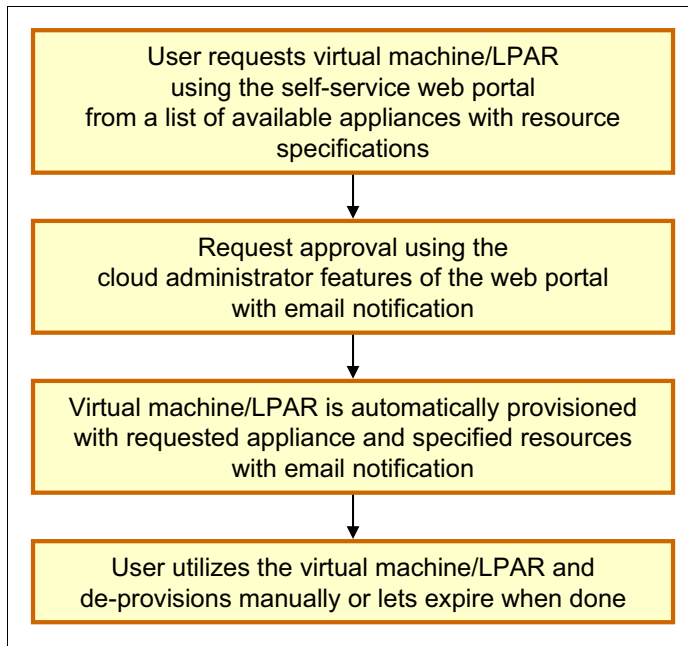 User requests virtual machine/LPAR
using the self-service web portal
from a list of available appliances with resource
specifications
Request approval using the
cloud administrator features of the web portal
with email notification
Virtual machine/LPAR is automatically provisioned
with requested appliance and specified resources
with email notification
User utilizes the virtual machine/LPAR and
de-provisions manually or lets expire when done